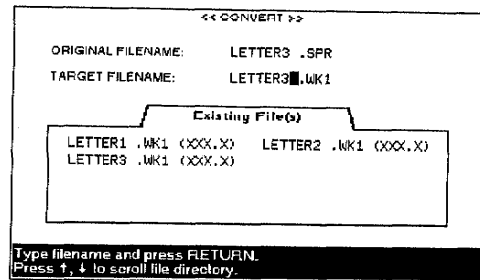 << CONVERT >>
ORIGINAL FILENAME: LETTER3 .SPR
TARGET FILENAME: LETTER3 .WK1
Existing File(s)
LETTER1 .WK1 (XXX.X) LETTER2 .WK1 (XXX.X)
LETTER3 .WK1 (XXX.X)
Type filename and press RETURN.
Press ↑, ↓ to scroll file directory.